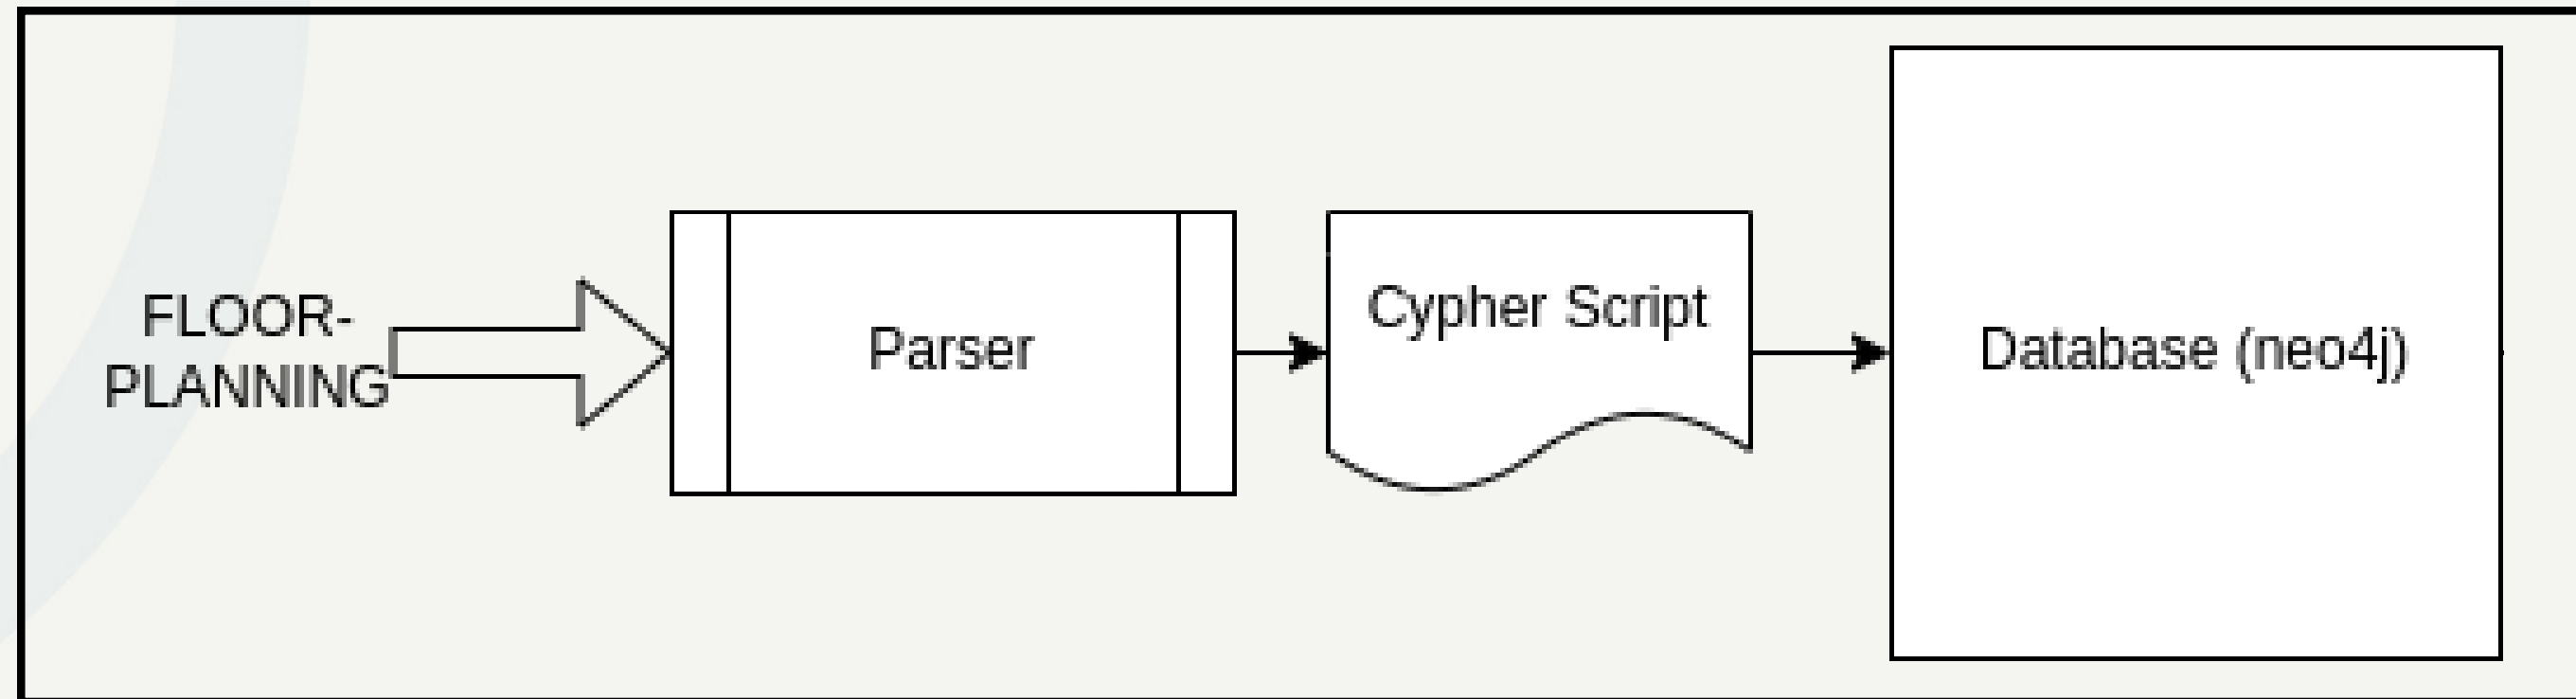 FLOOR-
PLANNING
Parser
Cypher Script
Database (neo4j)